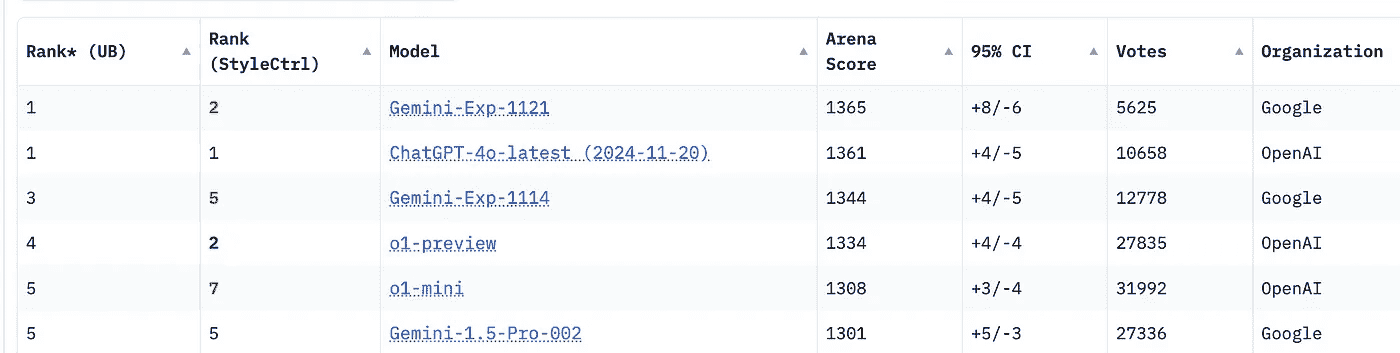 Rank* (UB) Rank (StyleCtrl) Model Arena Score 95% CI Votes Organization
1 2 Gemini-Exp-1121 1365 +8/-6 5625 Google
1 1 ChatGPT-4o-latest (2024-11-20) 1361 +4/-5 10658 OpenAI
3 5 Gemini-Exp-1114 1344 +4/-5 12778 Google
4 2 o1-preview 1334 +4/-4 27835 OpenAI
5 7 o1-mini 1308 +3/-4 31992 OpenAI
5 5 Gemini-1.5-Pro-002 1301 +5/-3 27336 Google